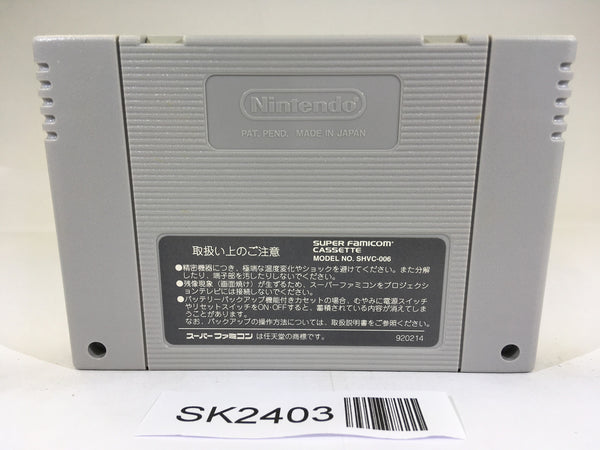 Nintendo
PAT. PEND. MADE IN JAPAN
取扱い上のご注意
SUPER FAMICOM
CASSETTE
MODEL NO. SHVC-006
●精密機器につき、極端な温度変化やショックを避けてください。また分解
したり、端子部を汚したりしないでください。
●残像現象（画面焼け）が生ずるため、スーパーファミコンをプロジェクシ
ョンテレビには接続しないでください。
●バッテリーバックアップ機能付きカセットの場合、むやみに電源スイッチ
やリセットスイッチをON・OFFすると、蓄積されている内容が消えてしま
うことがあります。
なお、バックアップの操作方法については、取扱説明書をご参照ください。
スーパーファミコン は任天堂の商標です。
920214
SK2403